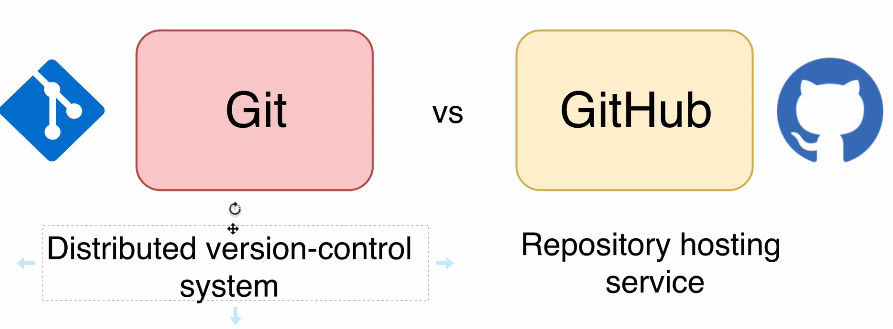 Git
vs
GitHub
Distributed version-control
system
Repository hosting
service